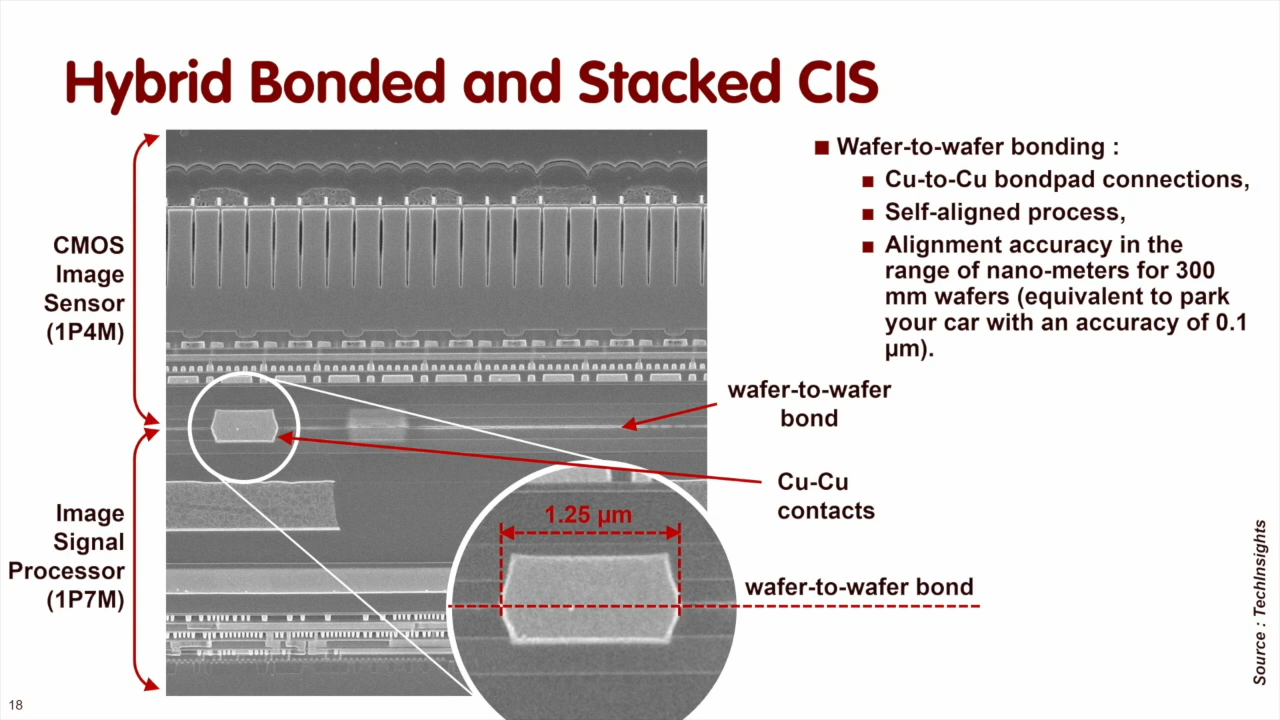 Hybrid Bonded and Stacked CIS
CMOS
Image
Sensor
(1P4M)
Image
Signal
Processor
(1P7M)
■ Wafer-to-wafer bonding :
■ Cu-to-Cu bondpad connections,
■ Self-aligned process,
■ Alignment accuracy in the
range of nano-meters for 300
mm wafers (equivalent to park
your car with an accuracy of 0.1
µm).
wafer-to-wafer
bond
Cu-Cu
contacts
1.25 µm
wafer-to-wafer bond
Source : TechInsights
18